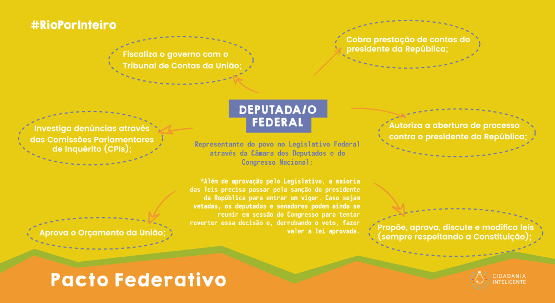 #RioPorInteiro
Fiscaliza o governo com o
Tribunal de Contas da União;
Cobra prestação de contas do
presidente da República;
DEPUTADA/O
FEDERAL
Investiga denúncias através
das Comissões Parlamentares
de Inquérito (CPIs);
Autoriza a abertura de processo
contra o presidente da República;
Representante do povo no Legislativo Federal
através da Câmara dos Deputados e do
Congresso Nacional;
*Além de aprovação pelo Legislativo, a maioria
das leis precisa passar pela sanção do presidente
da República para entrar em vigor. Caso sejam
vetadas, os deputados e senadores podem ainda se
reunir em sessão do Congresso para tentar
reverter essa decisão e, derrubando o veto, fazer
valer a lei aprovada.
Aprova o Orçamento da União;
Propõe, aprova, discute e modifica leis
(sempre respeitando a Constituição);
Pacto Federativo
CIDADANIA
INTELIGENTE